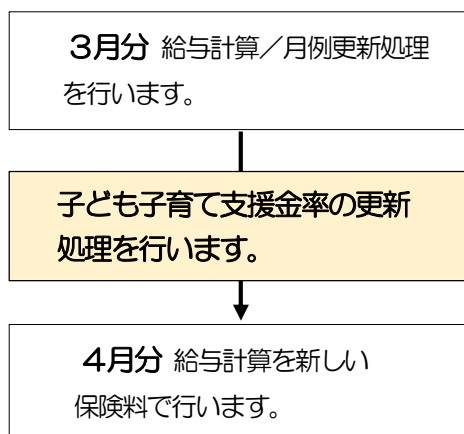 3月分 給与計算／月例更新処理
を行います。
子ども子育て支援金率の更新
処理を行います。
4月分 給与計算を新しい
保険料で行います。